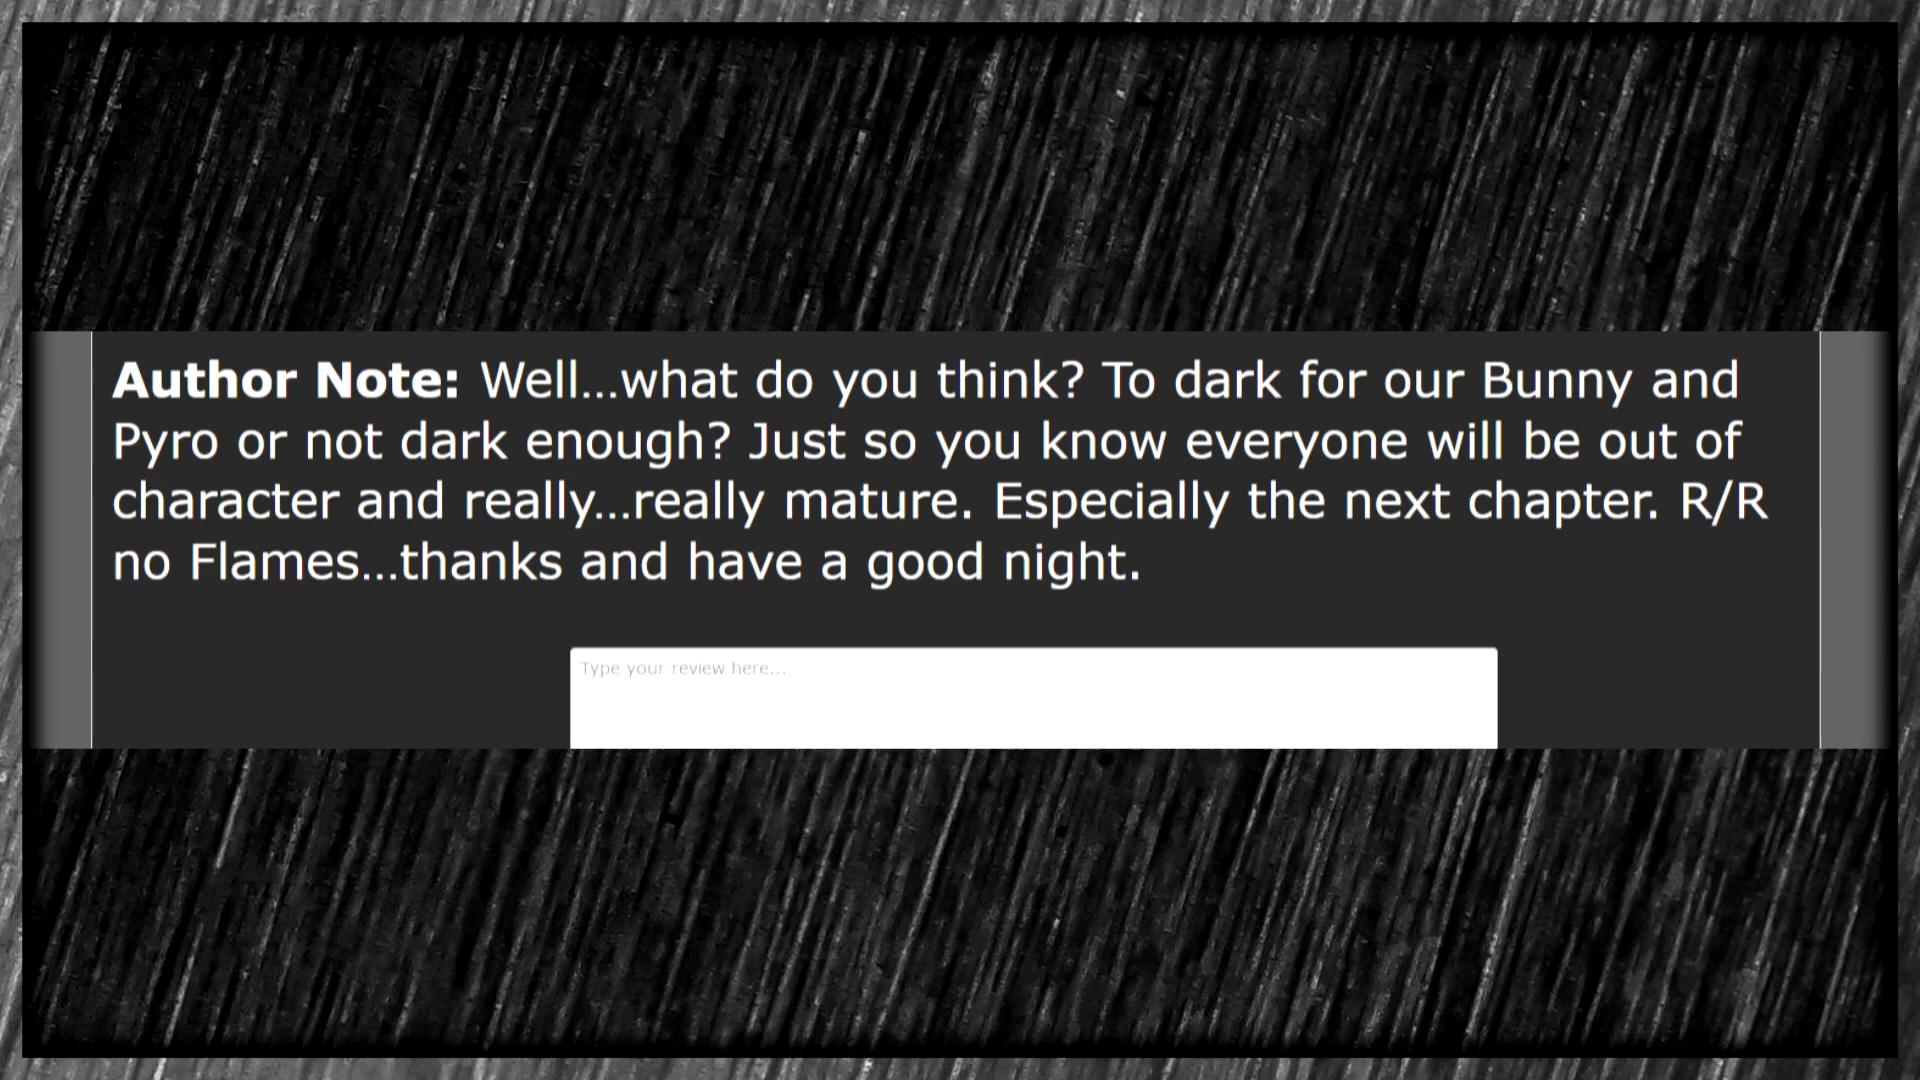 Author Note: Well...what do you think? To dark for our Bunny and
Pyro or not dark enough? Just so you know everyone will be out of
character and really...really mature. Especially the next chapter. R/R
no Flames...thanks and have a good night.
Type your review here...